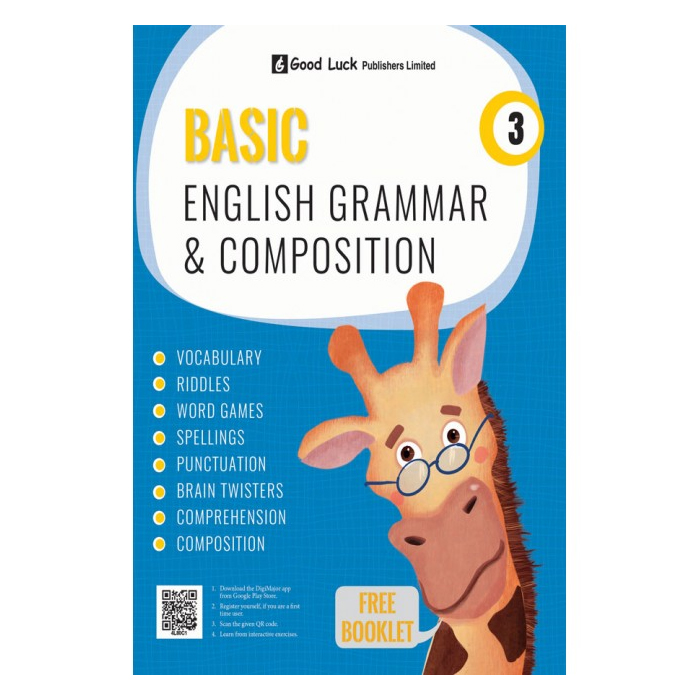 Good Luck Publishers Limited
BASIC
3
ENGLISH GRAMMAR
& COMPOSITION
VOCABULARY
RIDDLES
WORD GAMES
SPELLINGS
PUNCTUATION
BRAIN TWISTERS
COMPREHENSION
COMPOSITION
1. Download the DigiMajor app
from Google Play Store.
2. Register yourself, if you are a first
time user.
3. Scan the given QR code.
4. Learn from interactive exercises.
4L80C1
FREE
BOOKLET